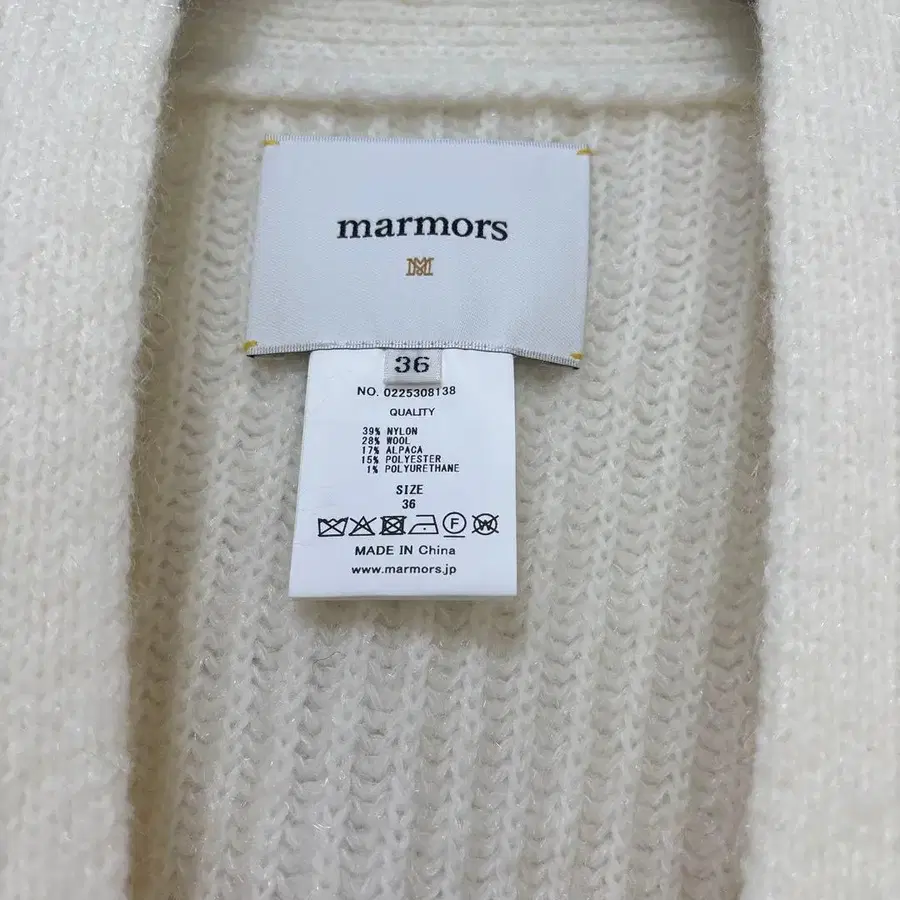 marmors
M
36
NO. 0225308138
QUALITY
39% NYLON
28% WOOL
17% ALPACA
15% POLYESTER
1% POLYURETHANE
SIZE
36
F
W
MADE IN China
www.marmors.jp